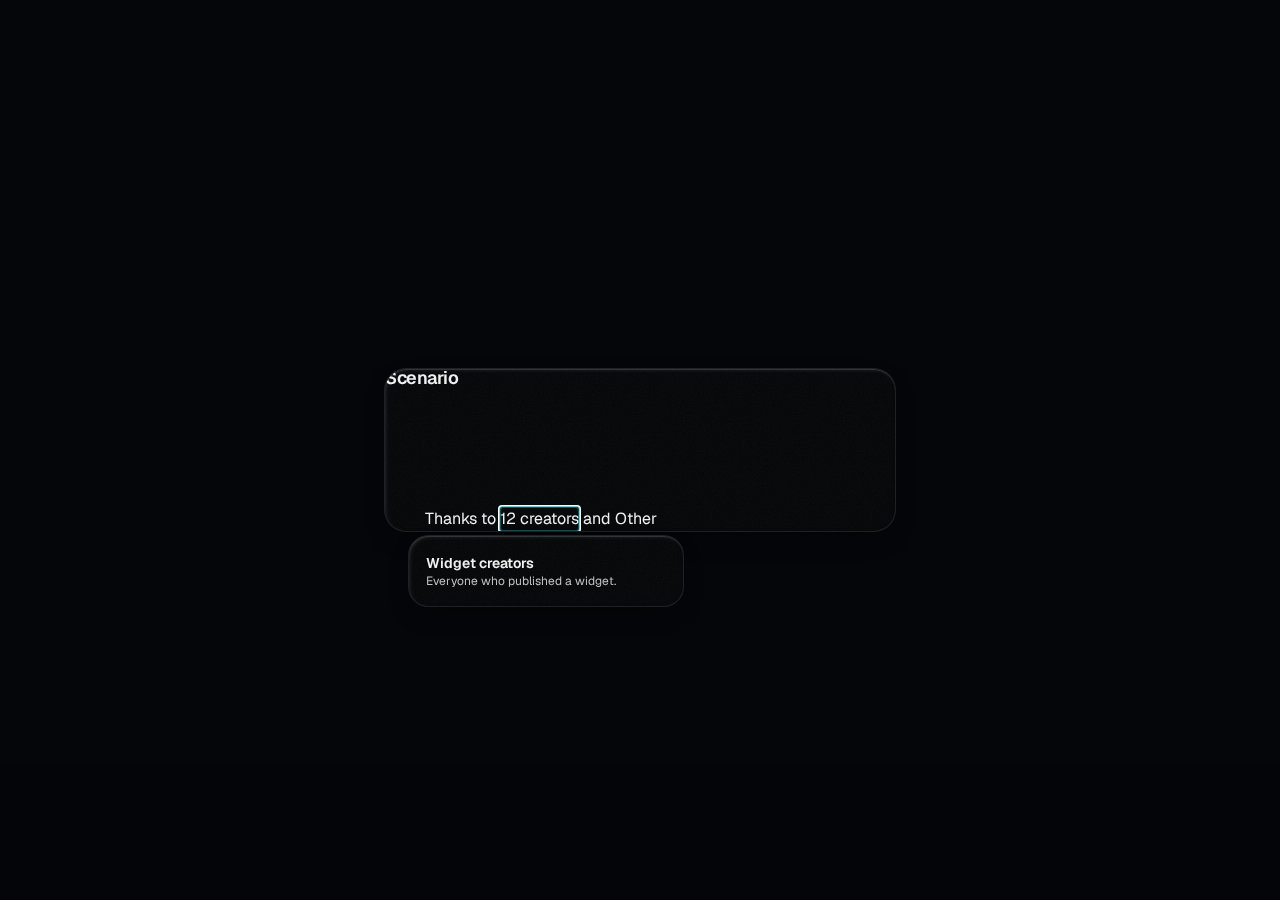 Scenario
Thanks to 12 creators and Other
Widget creators
Everyone who published a widget.